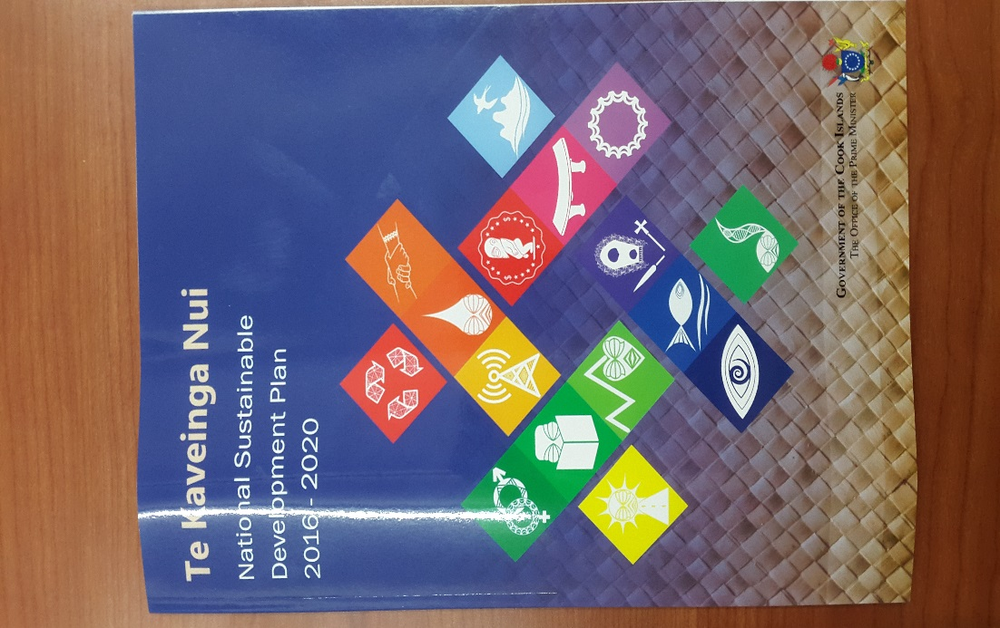 Te Kaveinga Nui
National Sustainable
Development Plan
2016 - 2020
GOVERNMENT OF THE COOK ISLANDS
THE OFFICE OF THE PRIME MINISTER